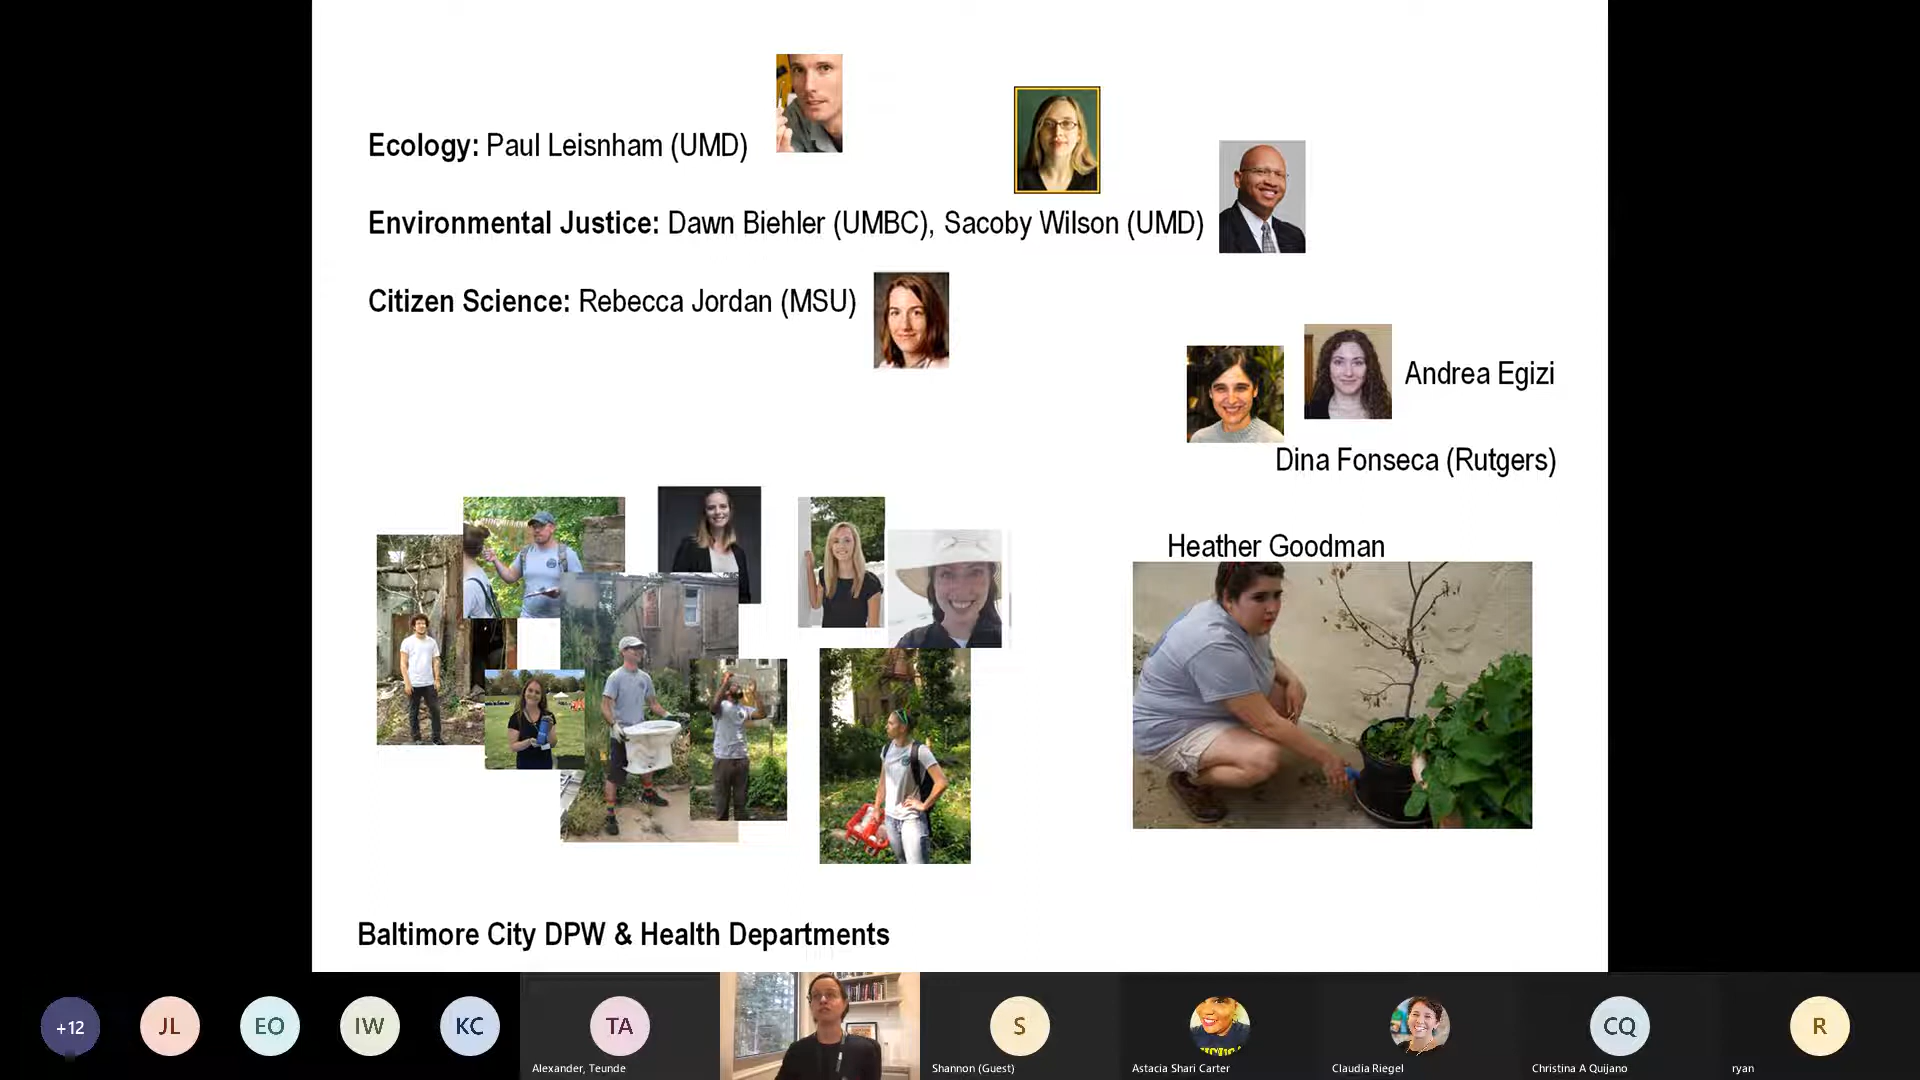 Ecology: Paul Leisnham (UMD)
Environmental Justice: Dawn Biehler (UMBC), Sacoby Wilson (UMD)
Citizen Science: Rebecca Jordan (MSU)
Andrea Egizi
Dina Fonseca (Rutgers)
Heather Goodman
Baltimore City DPW & Health Departments
+12
JL
EO
IW
KC
TA
Alexander, Teunde
S
Shannon (Guest)
Astacia Shari Carter
Claudia Riegel
CQ
Christina A Quijano
R
ryan